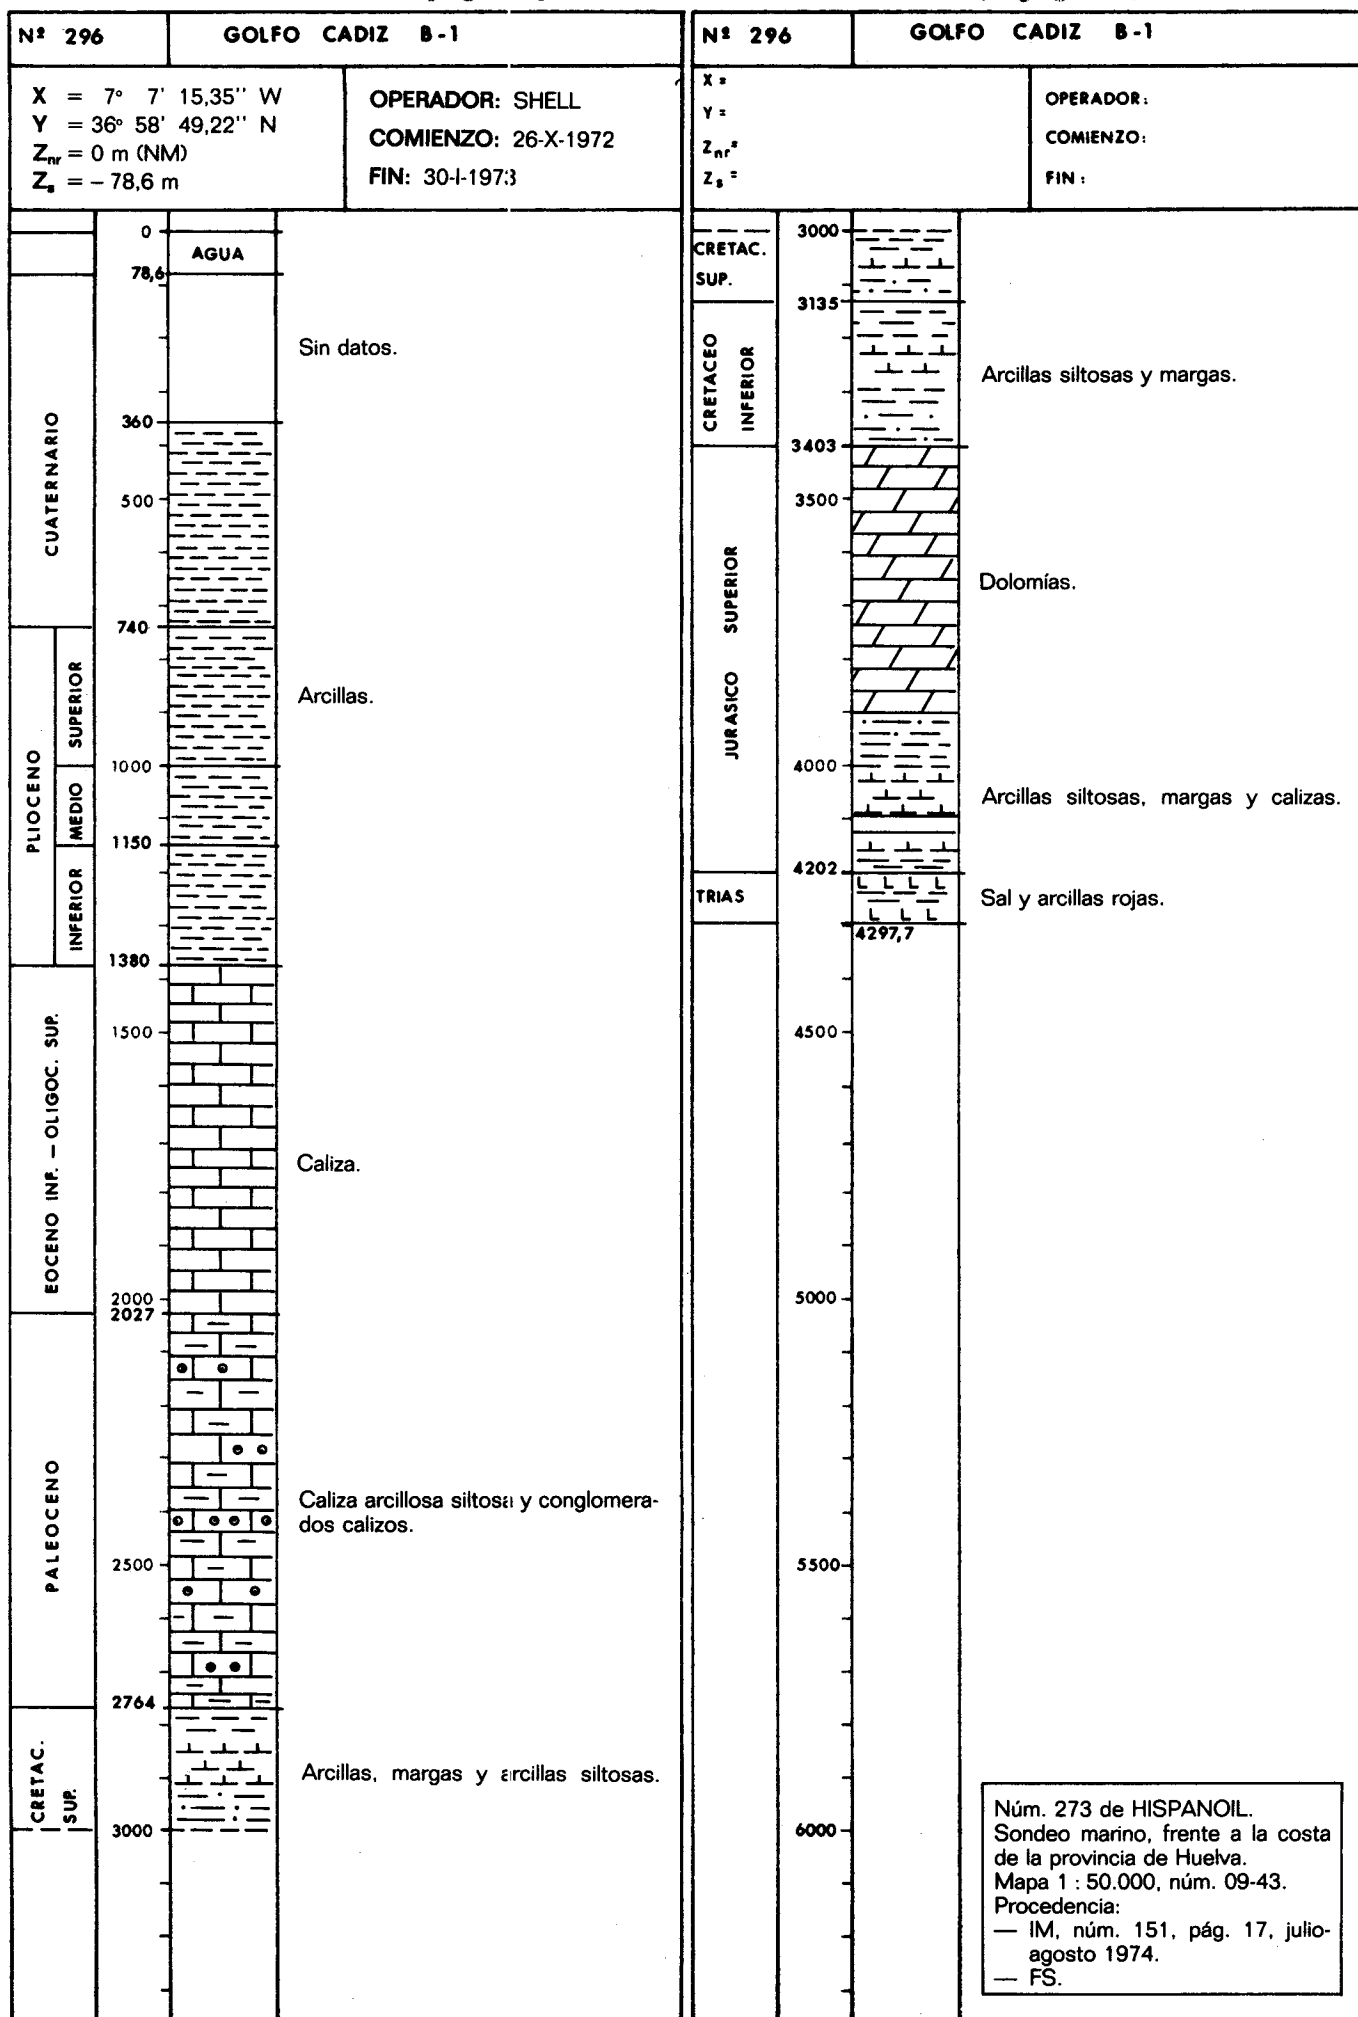 Nº 296
GOLFO CADIZ B-1
X = 7° 7' 15,35'' W
Y = 36° 58' 49,22'' N
Znr = 0 m (NM)
Zs = – 78,6 m
OPERADOR: SHELL
COMIENZO: 26-X-1972
FIN: 30-I-1973
0
AGUA
78,6
Sin datos.
360
CUATERNARIO
500
740
PLIOCENO
SUPERIOR
Arcillas.
1000
MEDIO
1150
INFERIOR
1380
EOCENO INF. – OLIGOC. SUP.
1500
Caliza.
2000
2027
PALEOCENO
Caliza arcillosa siltosa y conglomera-
dos calizos.
2500
2764
CRETAC.
SUP.
Arcillas, margas y arcillas siltosas.
3000
Nº 296
GOLFO CADIZ B-1
X =
Y =
Znr=
Zs =
OPERADOR:
COMIENZO:
FIN:
3000
CRETAC.
SUP.
3135
CRETACEO
INFERIOR
Arcillas siltosas y margas.
3403
3500
JURASICO SUPERIOR
Dolomías.
4000
Arcillas siltosas, margas y calizas.
4202
TRIAS
Sal y arcillas rojas.
4297,7
4500
5000
5500
6000
Núm. 273 de HISPANOIL.
Sondeo marino, frente a la costa
de la provincia de Huelva.
Mapa 1 : 50.000, núm. 09-43.
Procedencia:
— IM, núm. 151, pág. 17, julio-
agosto 1974.
— FS.